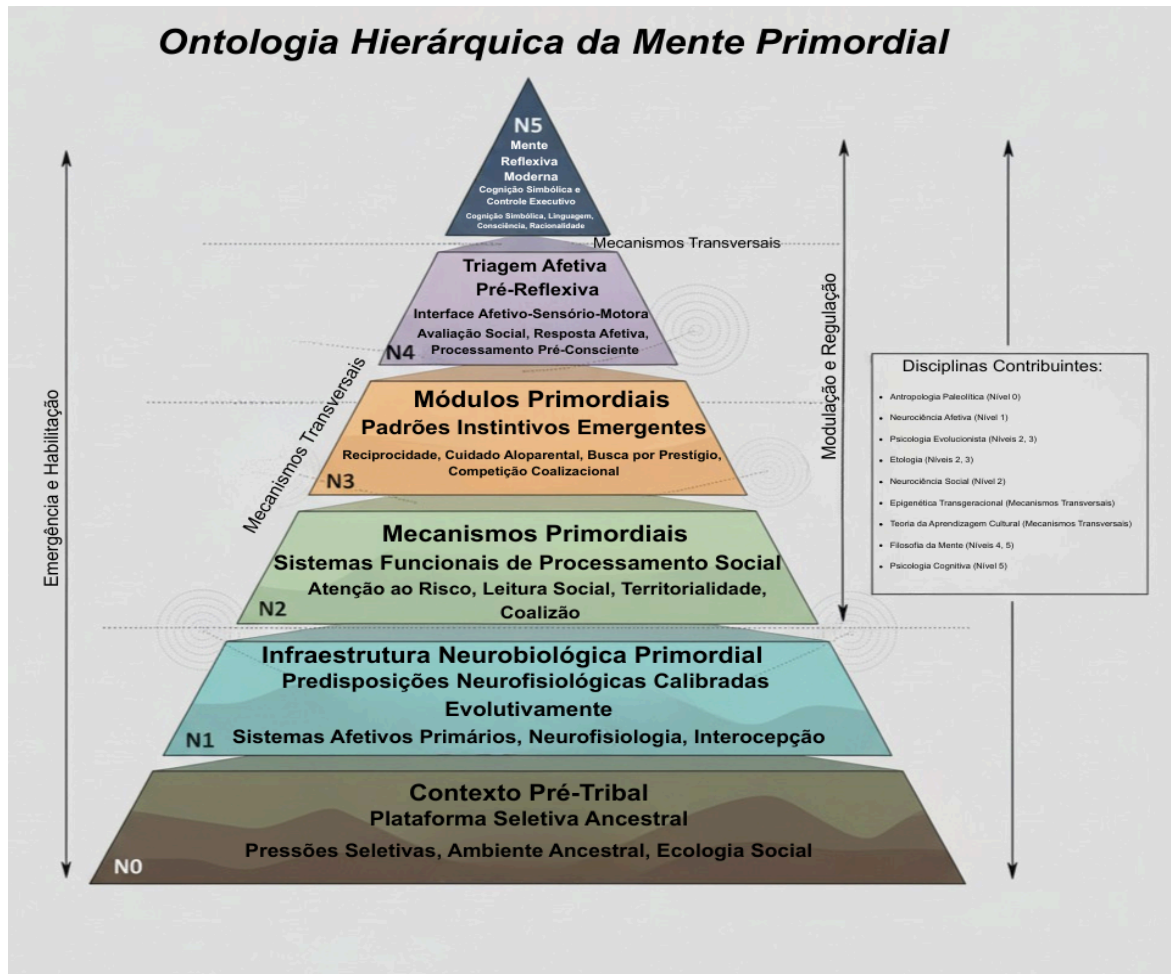 Ontologia Hierárquica da Mente Primordial
N5
Mente
Reflexiva
Moderna
Cognição Simbólica e
Controle Executivo
Cognição Simbólica, Linguagem,
Consciência, Racionalidade
Mecanismos Transversais
Triagem Afetiva
Pré-Reflexiva
Interface Afetivo-Sensório-Motora
Avaliação Social, Resposta Afetiva,
Processamento Pré-Consciente
N4
Mecanismos Transversais
Módulos Primordiais
Padrões Instintivos Emergentes
Reciprocidade, Cuidado Aloparental, Busca por Prestígio,
Competição Coalizacional
N3
Mecanismos Primordiais
Sistemas Funcionais de Processamento Social
Atenção ao Risco, Leitura Social, Territorialidade,
Coalizão
N2
Infraestrutura Neurobiológica Primordial
Predisposições Neurofisiológicas Calibradas
Evolutivamente
Sistemas Afetivos Primários, Neurofisiologia, Interocepção
N1
Contexto Pré-Tribal
Plataforma Seletiva Ancestral
Pressões Seletivas, Ambiente Ancestral, Ecologia Social
N0
Emergência e Habilitação
Modulação e Regulação
Disciplinas Contribuintes:
• Antropologia Paleolítica (Nível 0)
• Neurociência Afetiva (Nível 1)
• Psicologia Evolucionista (Níveis 2, 3)
• Etologia (Níveis 2, 3)
• Neurociência Social (Nível 2)
• Epigenética Transgeracional (Mecanismos Transversais)
• Teoria da Aprendizagem Cultural (Mecanismos Transversais)
• Filosofia da Mente (Níveis 4, 5)
• Psicologia Cognitiva (Nível 5)